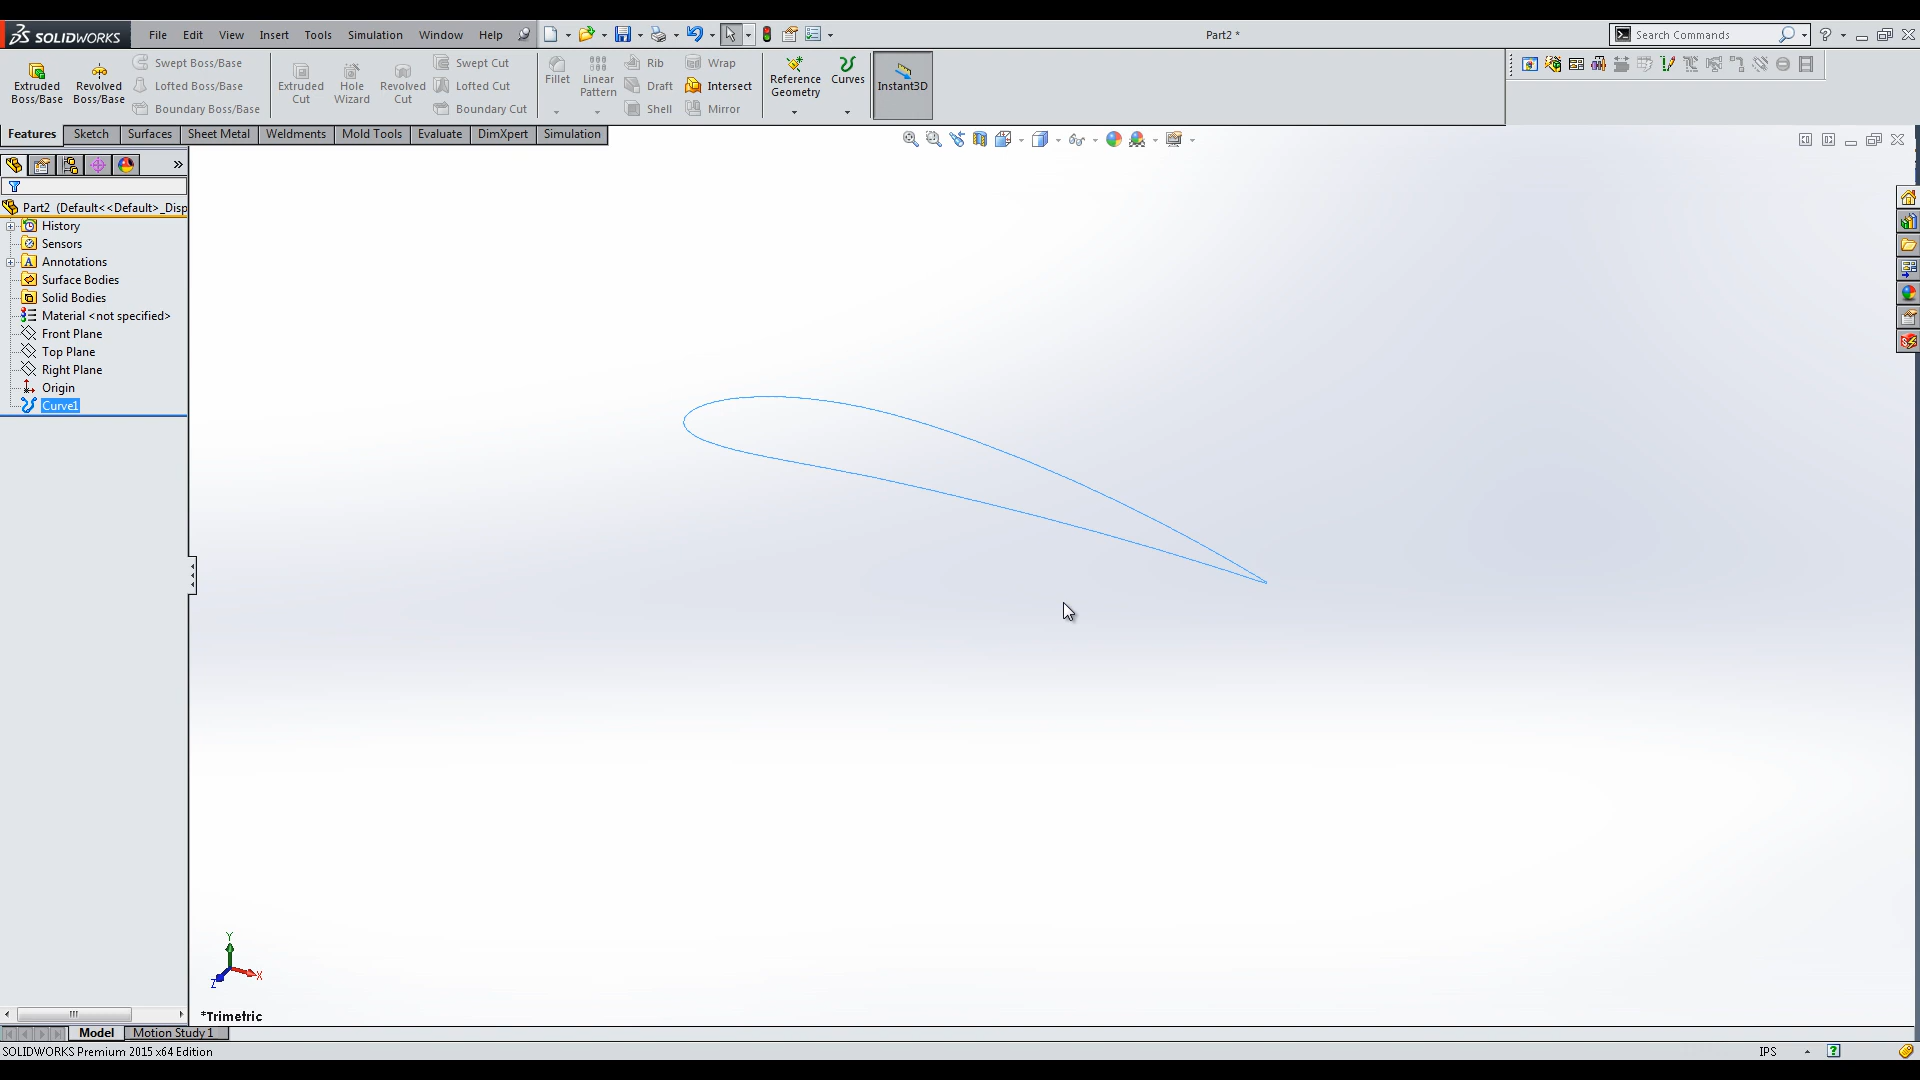 SOLIDWORKS File Edit View Insert Tools Simulation Window Help Part2 * Search Commands ?
Extruded Boss/Base
Revolved Boss/Base
Swept Boss/Base
Lofted Boss/Base
Boundary Boss/Base
Extruded Cut
Hole Wizard
Revolved Cut
Swept Cut
Lofted Cut
Boundary Cut
Fillet
Linear Pattern
Rib
Draft
Shell
Wrap
Intersect
Mirror
Reference Geometry
Curves
Instant3D
Features Sketch Surfaces Sheet Metal Weldments Mold Tools Evaluate DimXpert Simulation
Part2 (Default<<Default>_Disp
History
Sensors
A Annotations
Surface Bodies
Solid Bodies
Material <not specified>
Front Plane
Top Plane
Right Plane
Origin
Curve1
Y
X
Z
*Trimetric
Model Motion Study 1
SOLIDWORKS Premium 2015 x64 Edition IPS ?